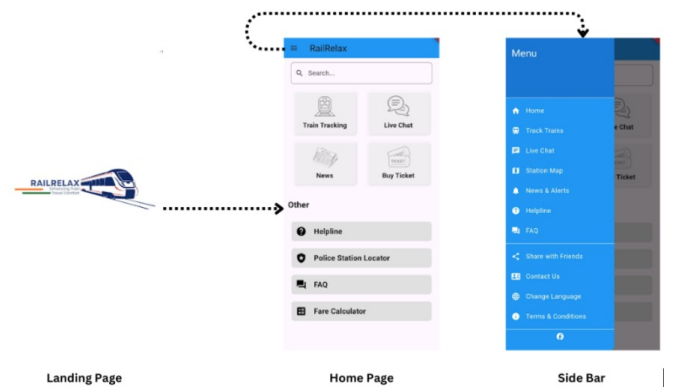 RAILRELAX
Landing Page
RailRelax
Search...
Train Tracking
Live Chat
News
Buy Ticket
Other
Helpline
Police Station Locator
FAQ
Fare Calculator
Home Page
Menu
Home
Track Trains
Live Chat
Station Map
News & Alerts
Helpline
FAQ
Share with Friends
Contact Us
Change Language
Terms & Conditions
e Chat
Ticket
Side Bar